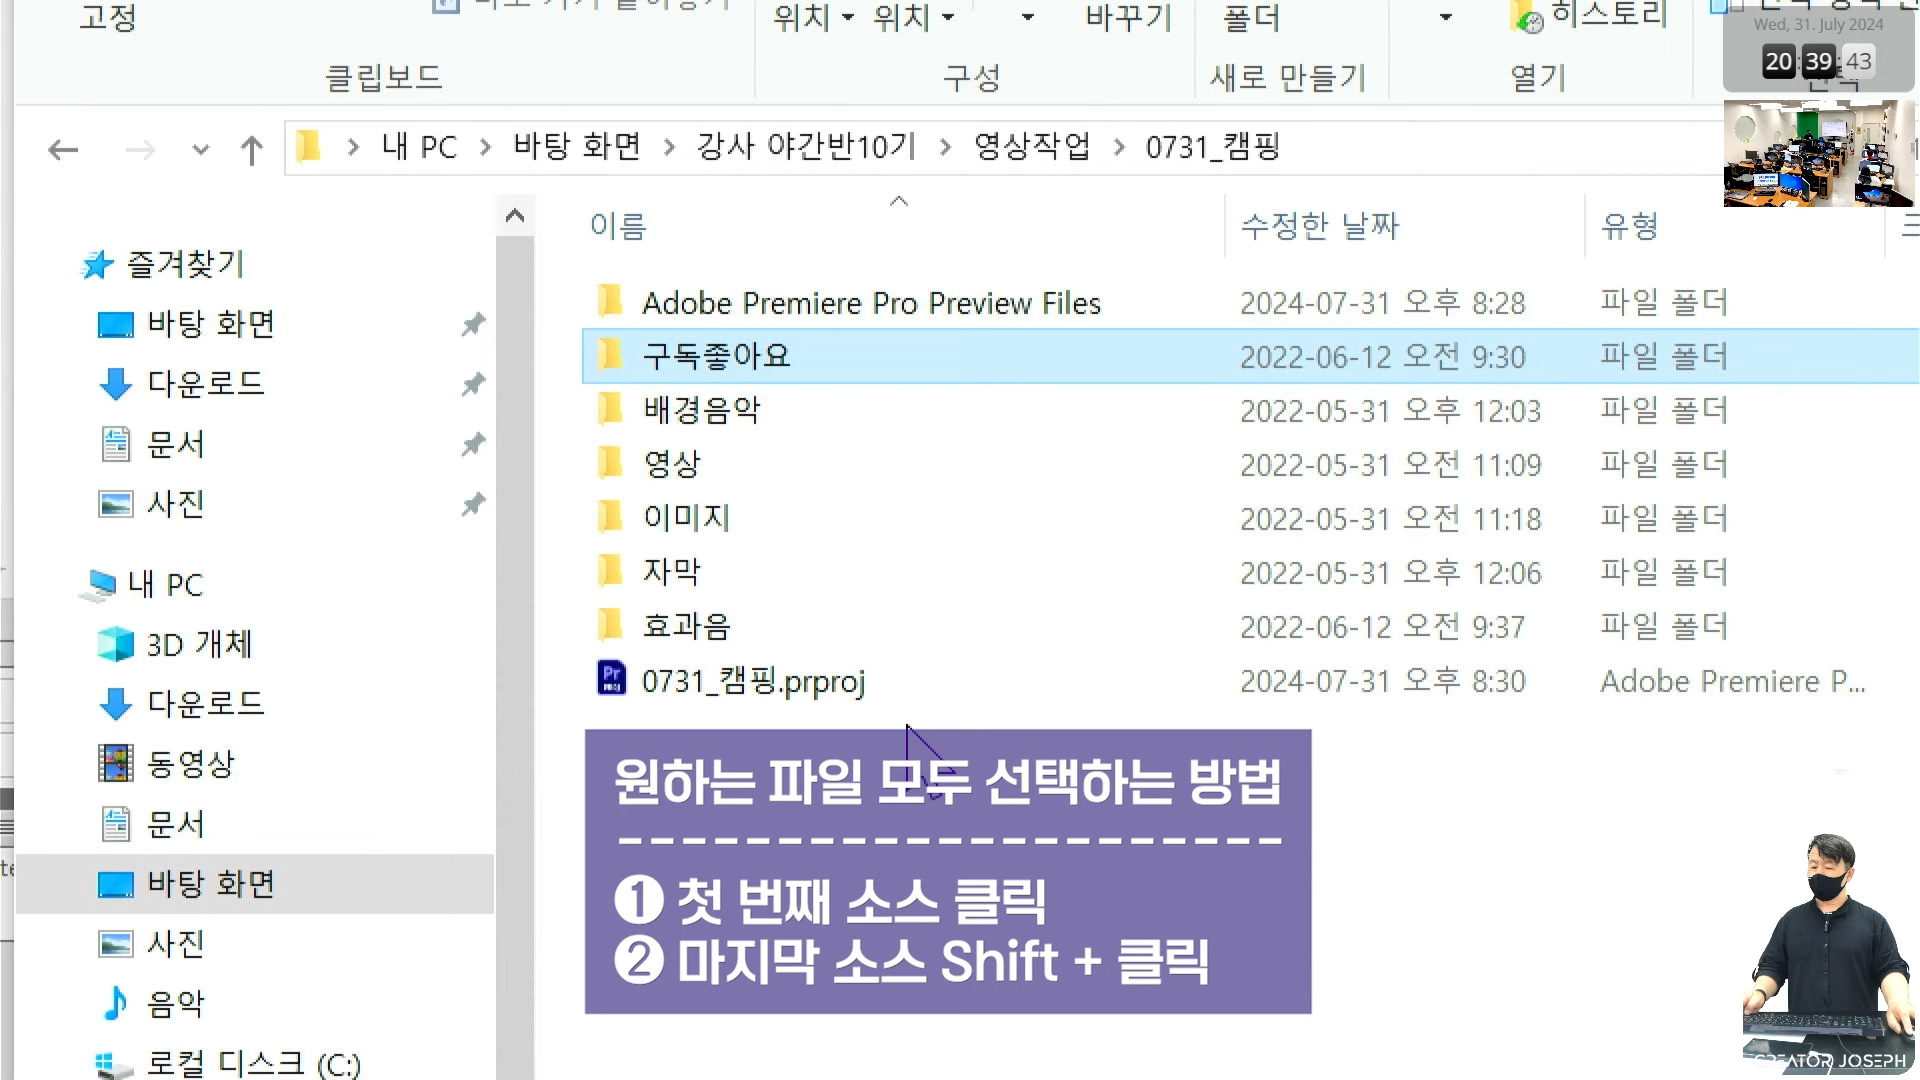 고정
위치 위치 바꾸기 폴더 히스토리
클립보드 구성 새로 만들기 열기
Wed, 31. July 2024
20:39:43
내 PC > 바탕 화면 > 강사 야간반10기 > 영상작업 > 0731_캠핑
이름 수정한 날짜 유형
즐겨찾기
바탕 화면
다운로드
문서
사진
내 PC
3D 개체
다운로드
동영상
문서
바탕 화면
사진
음악
로컬 디스크 (C:)
Adobe Premiere Pro Preview Files 2024-07-31 오후 8:28 파일 폴더
구독좋아요 2022-06-12 오전 9:30 파일 폴더
배경음악 2022-05-31 오후 12:03 파일 폴더
영상 2022-05-31 오전 11:09 파일 폴더
이미지 2022-05-31 오전 11:18 파일 폴더
자막 2022-05-31 오후 12:06 파일 폴더
효과음 2022-06-12 오전 9:37 파일 폴더
0731_캠핑.prproj 2024-07-31 오후 8:30 Adobe Premiere P...
원하는 파일 모두 선택하는 방법
① 첫 번째 소스 클릭
② 마지막 소스 Shift + 클릭
CREATOR JOSEPH